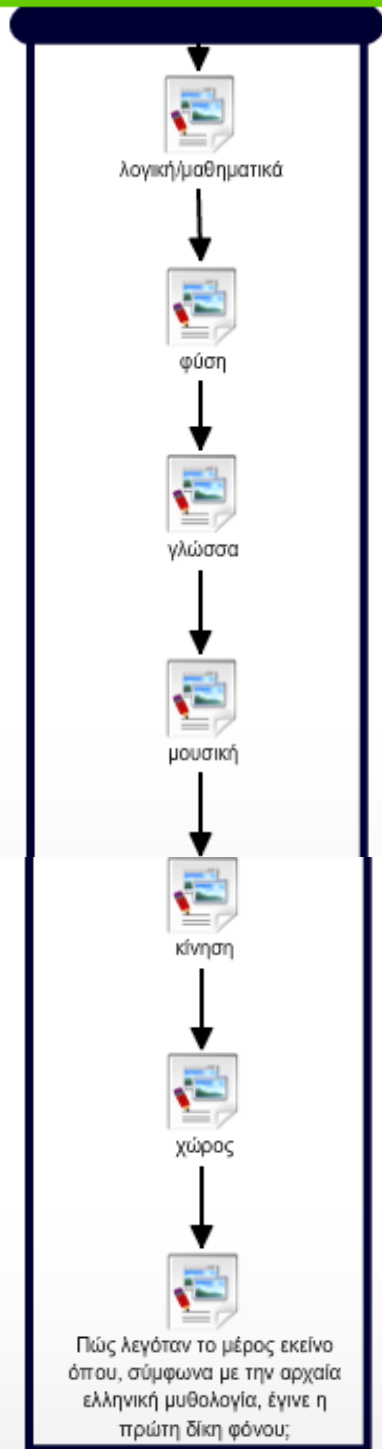 λογική/μαθηματικά
φύση
γλώσσα
μουσική
κίνηση
χώρος
Πώς λεγόταν το μέρος εκείνο
όπου, σύμφωνα με την αρχαία
ελληνική μυθολογία, έγινε η
πρώτη δίκη φόνου;